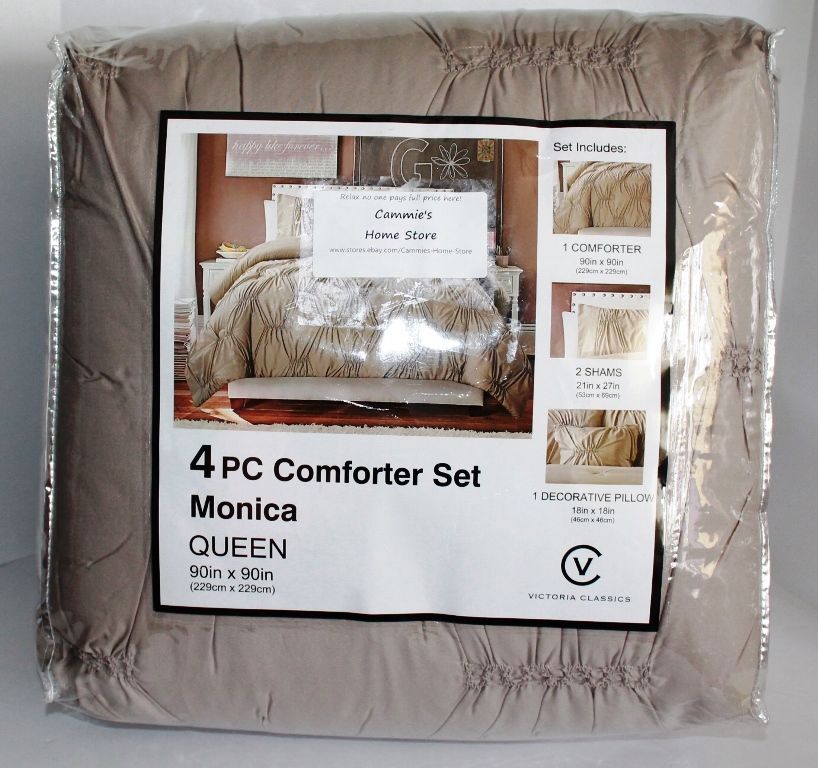 happy like forever...
G
Relax no one pays full price here!
Cammie's
Home Store
www.stores.ebay.com/Cammies-Home-Store
Set Includes:
1 COMFORTER
90in x 90in
(229cm x 229cm)
2 SHAMS
21in x 27in
(53cm x 69cm)
1 DECORATIVE PILLOW
18in x 18in
(46cm x 46cm)
4 PC Comforter Set
Monica
QUEEN
90in x 90in
(229cm x 229cm)
CV
VICTORIA CLASSICS